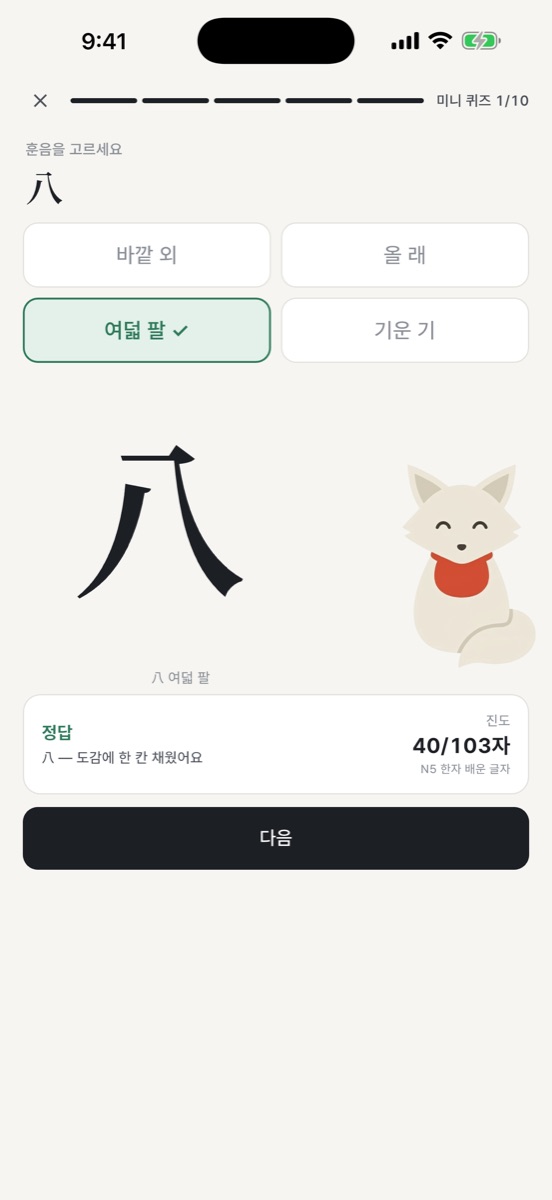 9:41
미니 퀴즈 1/10
훈음을 고르세요
八
바깥 외
올 래
여덟 팔 ✓
기운 기
八
八 여덟 팔
정답
八 — 도감에 한 칸 채웠어요
진도
40/103자
N5 한자 배운 글자
다음